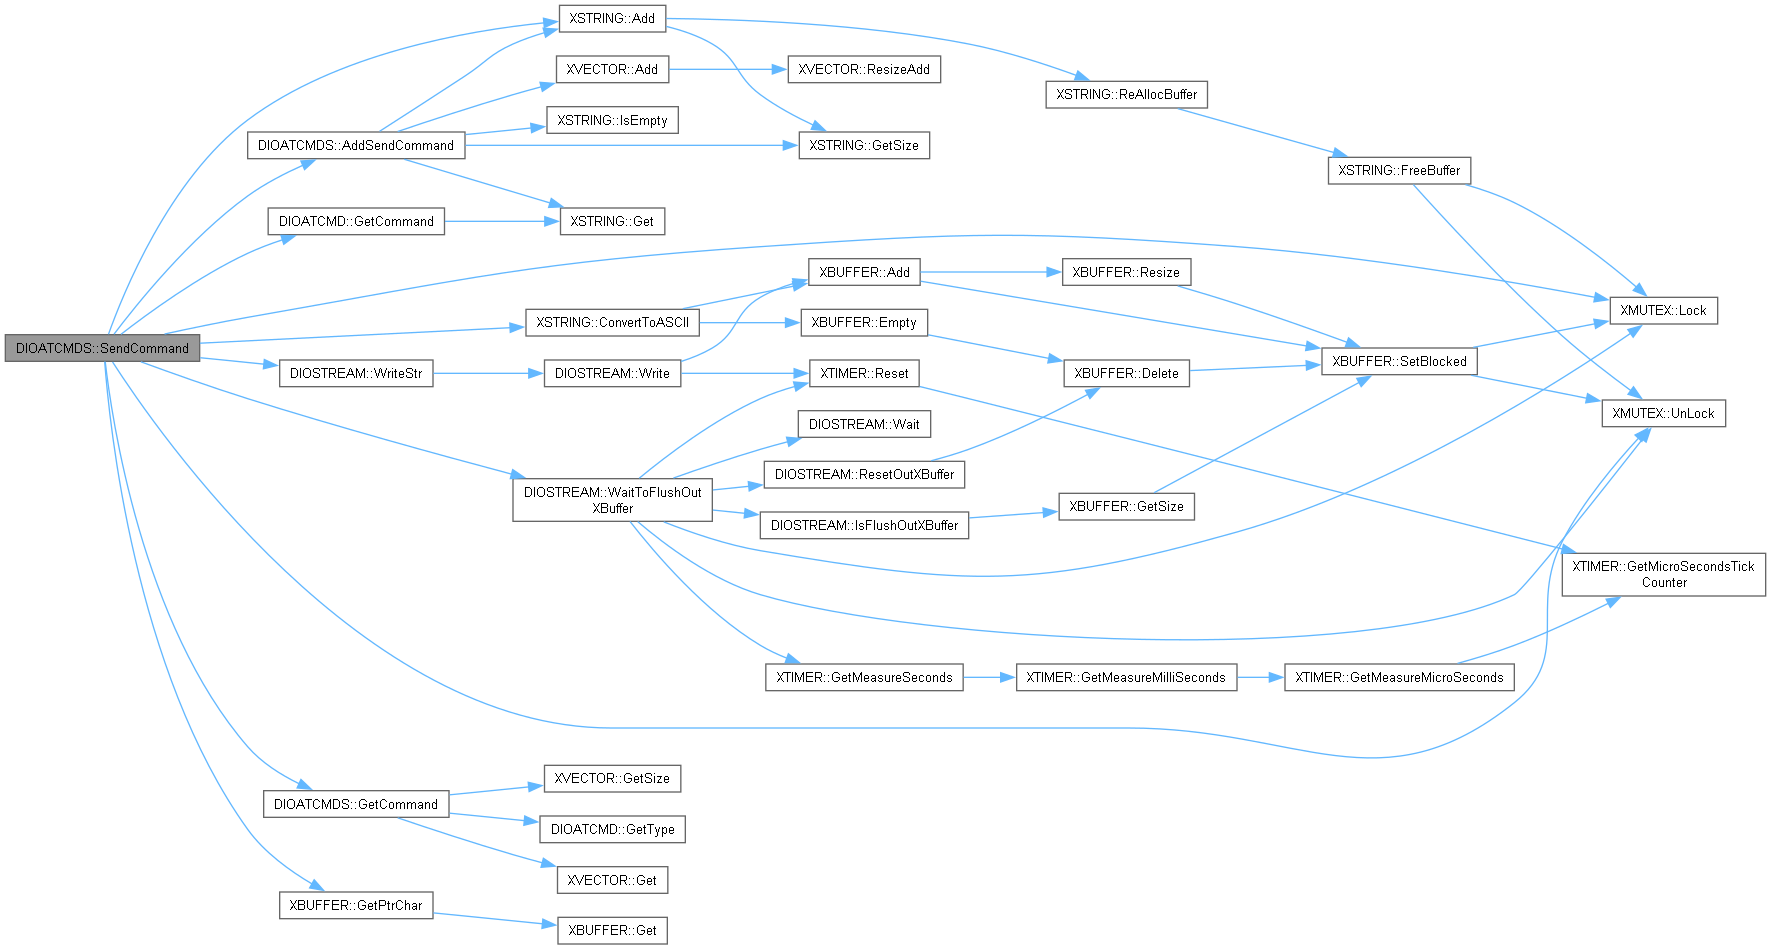 XSTRING::Add
XVECTOR::Add
XVECTOR::ResizeAdd
XSTRING::ReAllocBuffer
XSTRING::IsEmpty
DIOATCMDS::AddSendCommand
XSTRING::GetSize
XSTRING::FreeBuffer
DIOATCMD::GetCommand
XSTRING::Get
XBUFFER::Add
XBUFFER::Resize
XMUTEX::Lock
XSTRING::ConvertToASCII
XBUFFER::Empty
DIOATCMDS::SendCommand
XBUFFER::SetBlocked
DIOSTREAM::WriteStr
DIOSTREAM::Write
XTIMER::Reset
XBUFFER::Delete
XMUTEX::UnLock
DIOSTREAM::Wait
DIOSTREAM::ResetOutXBuffer
DIOSTREAM::WaitToFlushOut
XBuffer
XBUFFER::GetSize
DIOSTREAM::IsFlushOutXBuffer
XTIMER::GetMicroSecondsTick
Counter
XTIMER::GetMeasureSeconds
XTIMER::GetMeasureMilliSeconds
XTIMER::GetMeasureMicroSeconds
XVECTOR::GetSize
DIOATCMDS::GetCommand
DIOATCMD::GetType
XVECTOR::Get
XBUFFER::GetPtrChar
XBUFFER::Get